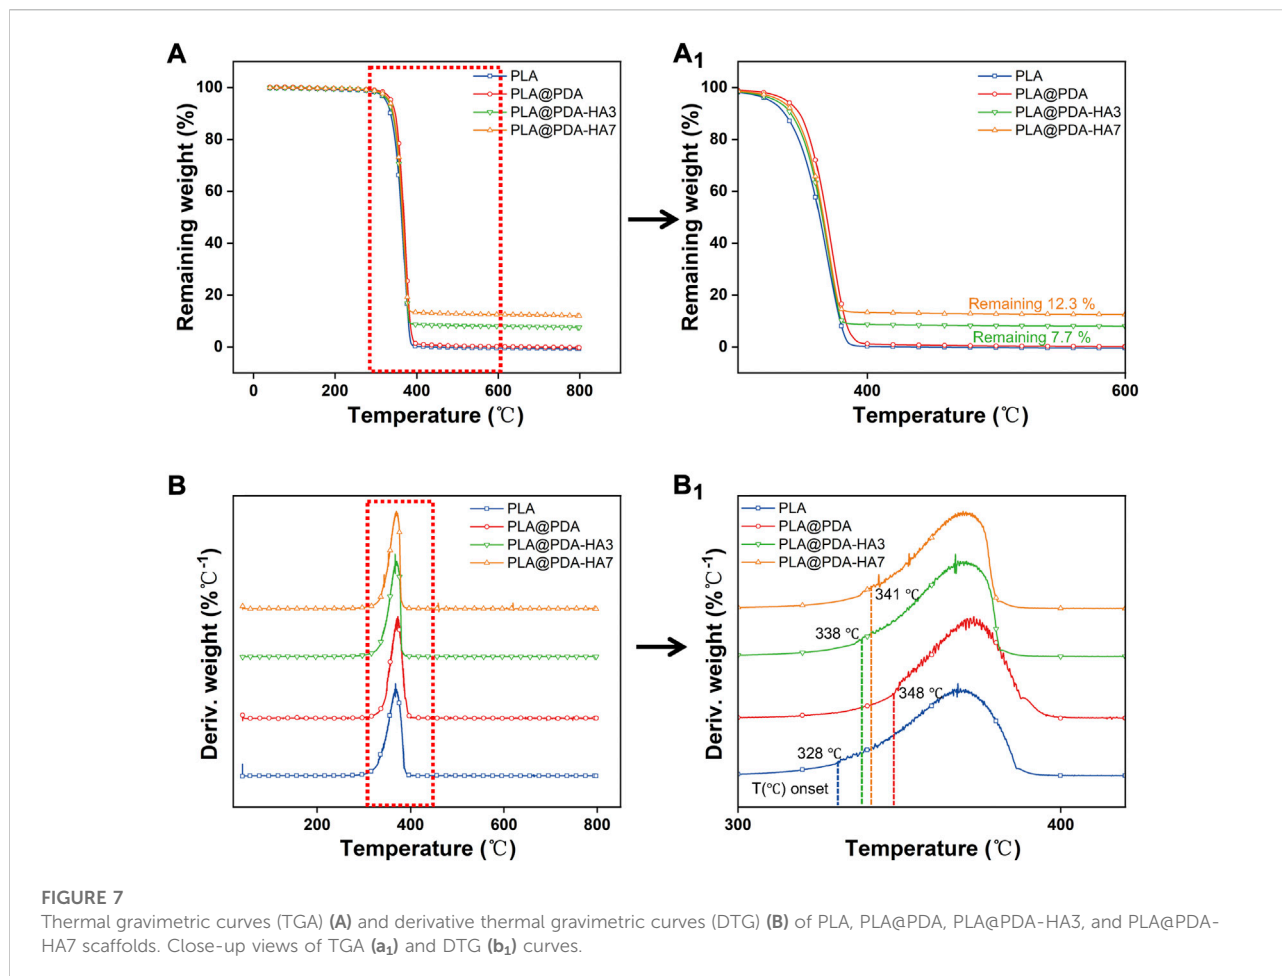 A
PLA
PLA@PDA
PLA@PDA-HA3
PLA@PDA-HA7
Remaining weight (%)
100
80
60
40
20
0
0
200
400
600
800
Temperature (℃)
A1
PLA
PLA@PDA
PLA@PDA-HA3
PLA@PDA-HA7
Remaining weight (%)
100
80
60
40
20
0
Remaining 12.3 %
Remaining 7.7 %
400
600
Temperature (℃)
B
PLA
PLA@PDA
PLA@PDA-HA3
PLA@PDA-HA7
Deriv. weight (%℃-1)
200
400
600
800
Temperature (℃)
B1
PLA
PLA@PDA
PLA@PDA-HA3
PLA@PDA-HA7
Deriv. weight (%℃-1)
341 ℃
338 ℃
348 ℃
328 ℃
T(℃) onset
300
400
Temperature (℃)
FIGURE 7
Thermal gravimetric curves (TGA) (A) and derivative thermal gravimetric curves (DTG) (B) of PLA, PLA@PDA, PLA@PDA-HA3, and PLA@PDA-
HA7 scaffolds. Close-up views of TGA (a1) and DTG (b1) curves.